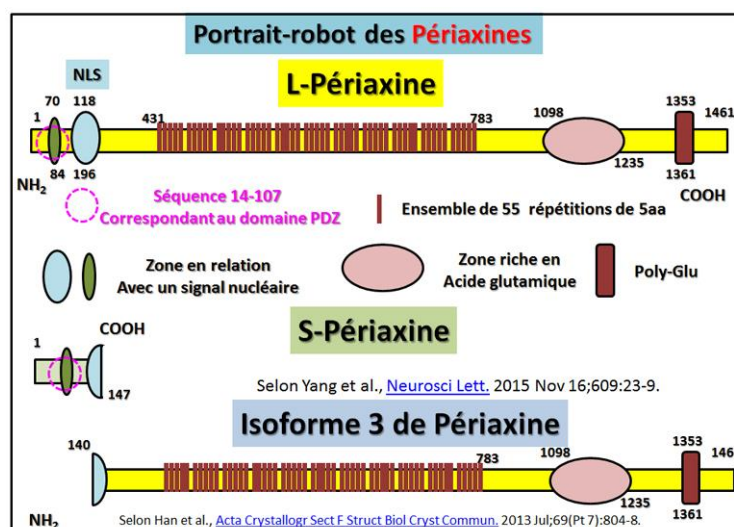 Portrait-robot des Périaxines
NLS
L-Périaxine
70 118
1 431 783 1098 1353 1461
84 196 1235 1361
NH2 COOH
Séquence 14-107
Correspondant au domaine PDZ
Ensemble de 55 répétitions de 5aa
Zone en relation
Avec un signal nucléaire
Zone riche en
Acide glutamique
Poly-Glu
S-Périaxine
COOH
1
147
Selon Yang et al., Neurosci Lett. 2015 Nov 16;609:23-9.
Isoforme 3 de Périaxine
140 783 1098 1353 146
1235 1361
NH2
Selon Han et al., Acta Crystallogr Sect F Struct Biol Cryst Commun. 2013 Jul;69(Pt 7):804-8.